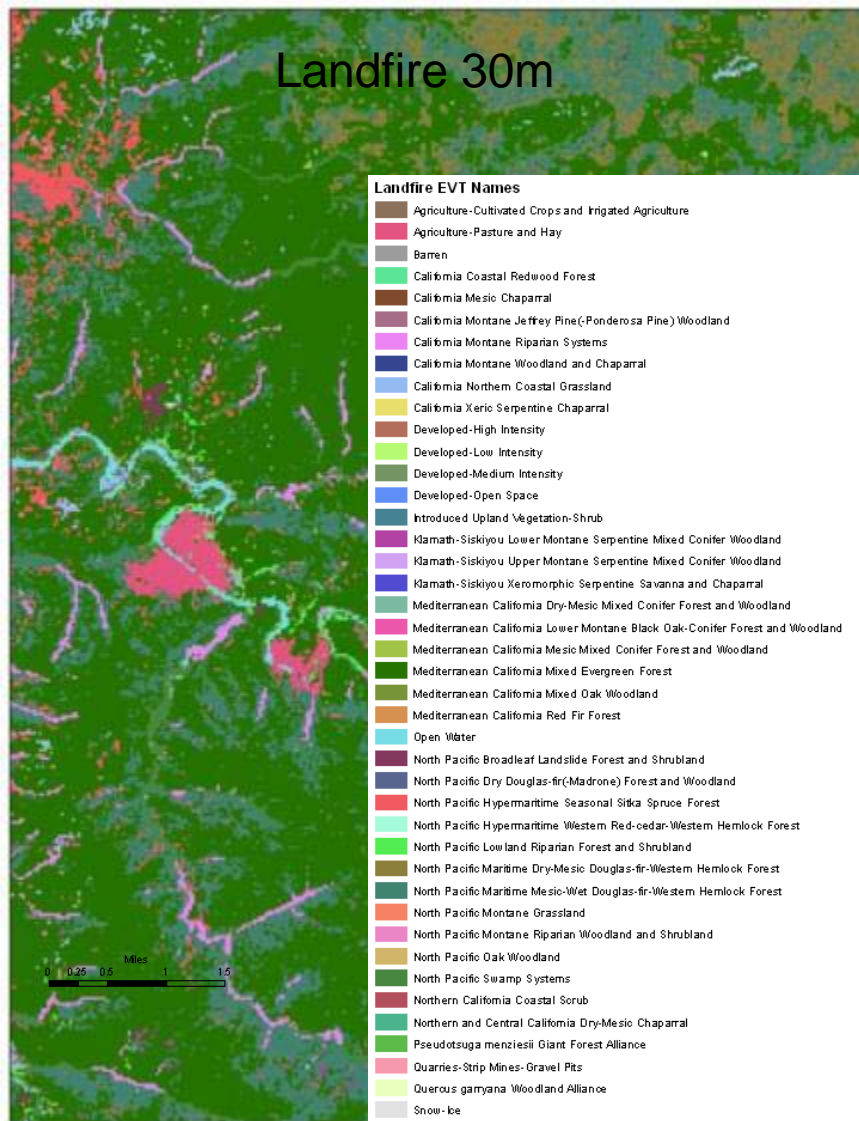 Landfire 30m
Landfire EVT Names
Agriculture-Cultivated Crops and Irrigated Agriculture
Agriculture-Pasture and Hay
Barren
California Coastal Redwood Forest
California Mesic Chaparral
California Montane Jeffrey Pine(-Ponderosa Pine) Woodland
California Montane Riparian Systems
California Montane Woodland and Chaparral
California Northern Coastal Grassland
California Xeric Serpentine Chaparral
Developed-High Intensity
Developed-Low Intensity
Developed-Medium Intensity
Developed-Open Space
Introduced Upland Vegetation-Shrub
Klamath-Siskiyou Lower Montane Serpentine Mixed Conifer Woodland
Klamath-Siskiyou Upper Montane Serpentine Mixed Conifer Woodland
Klamath-Siskiyou Xeromorphic Serpentine Savanna and Chaparral
Mediterranean California Dry-Mesic Mixed Conifer Forest and Woodland
Mediterranean California Lower Montane Black Oak-Conifer Forest and Woodland
Mediterranean California Mesic Mixed Conifer Forest and Woodland
Mediterranean California Mixed Evergreen Forest
Mediterranean California Mixed Oak Woodland
Mediterranean California Red Fir Forest
Open Water
North Pacific Broadleaf Landslide Forest and Shrubland
North Pacific Dry Douglas-fir(-Madrone) Forest and Woodland
North Pacific Hypermaritime Seasonal Sitka Spruce Forest
North Pacific Hypermaritime Western Red-cedar-Western Hemlock Forest
North Pacific Lowland Riparian Forest and Shrubland
North Pacific Maritime Dry-Mesic Douglas-fir-Western Hemlock Forest
North Pacific Maritime Mesic-Wet Douglas-fir-Western Hemlock Forest
North Pacific Montane Grassland
North Pacific Montane Riparian Woodland and Shrubland
North Pacific Oak Woodland
North Pacific Swamp Systems
Northern California Coastal Scrub
Northern and Central California Dry-Mesic Chaparral
Pseudotsuga menziesii Giant Forest Alliance
Quarries-Strip Mines-Gravel Pits
Quercus garryana Woodland Alliance
Snow-Ice
Miles
0 0.25 0.5 1 1.5